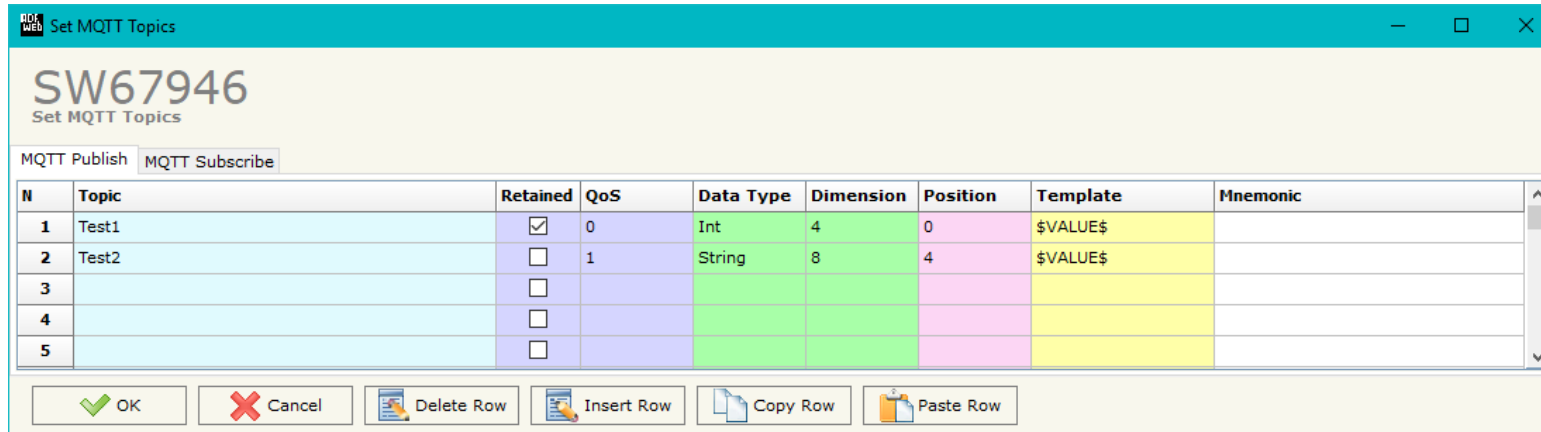 ADF web Set MQTT Topics
SW67946
Set MQTT Topics
MQTT Publish MQTT Subscribe
N Topic Retained QoS Data Type Dimension Position Template Mnemonic
1 Test1 0 Int 4 0 $VALUE$
2 Test2 1 String 8 4 $VALUE$
3
4
5
OK Cancel Delete Row Insert Row Copy Row Paste Row